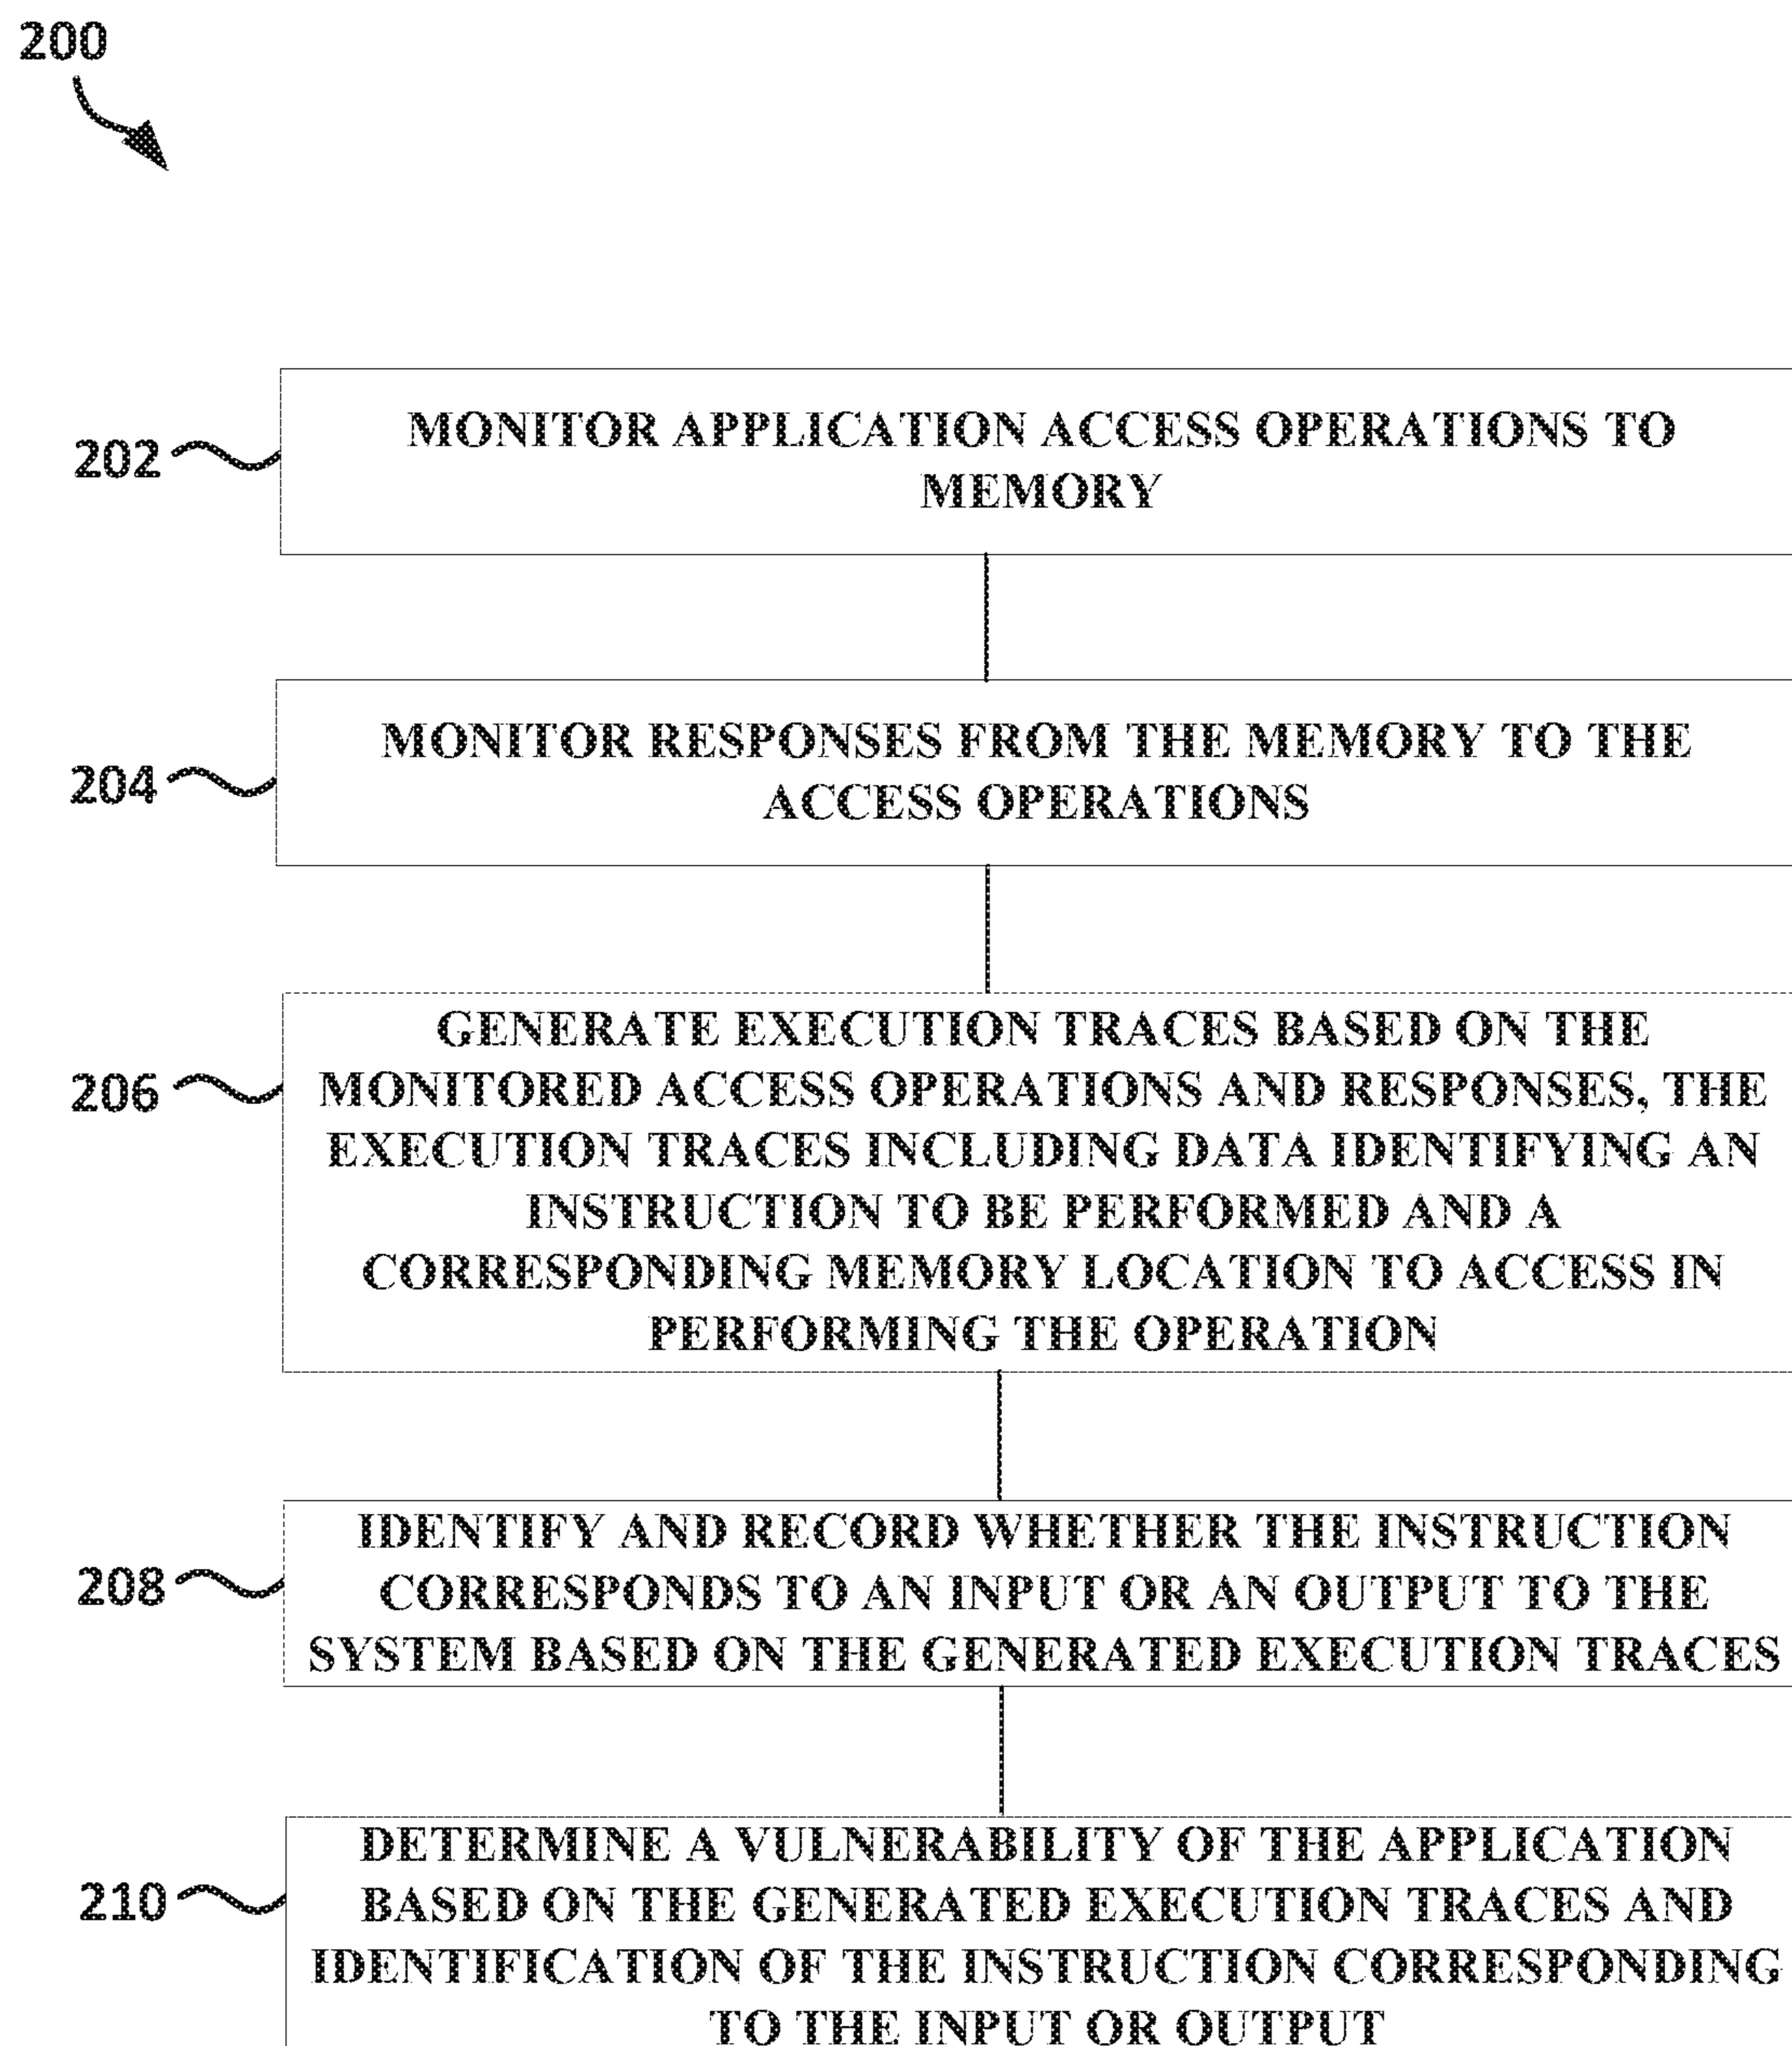 200
202
MONITOR APPLICATION ACCESS OPERATIONS TO
MEMORY
204
MONITOR RESPONSES FROM THE MEMORY TO THE
ACCESS OPERATIONS
206
GENERATE EXECUTION TRACES BASED ON THE
MONITORED ACCESS OPERATIONS AND RESPONSES, THE
EXECUTION TRACES INCLUDING DATA IDENTIFYING AN
INSTRUCTION TO BE PERFORMED AND A
CORRESPONDING MEMORY LOCATION TO ACCESS IN
PERFORMING THE OPERATION
208
IDENTIFY AND RECORD WHETHER THE INSTRUCTION
CORRESPONDS TO AN INPUT OR AN OUTPUT TO THE
SYSTEM BASED ON THE GENERATED EXECUTION TRACES
210
DETERMINE A VULNERABILITY OF THE APPLICATION
BASED ON THE GENERATED EXECUTION TRACES AND
IDENTIFICATION OF THE INSTRUCTION CORRESPONDING
TO THE INPUT OR OUTPUT